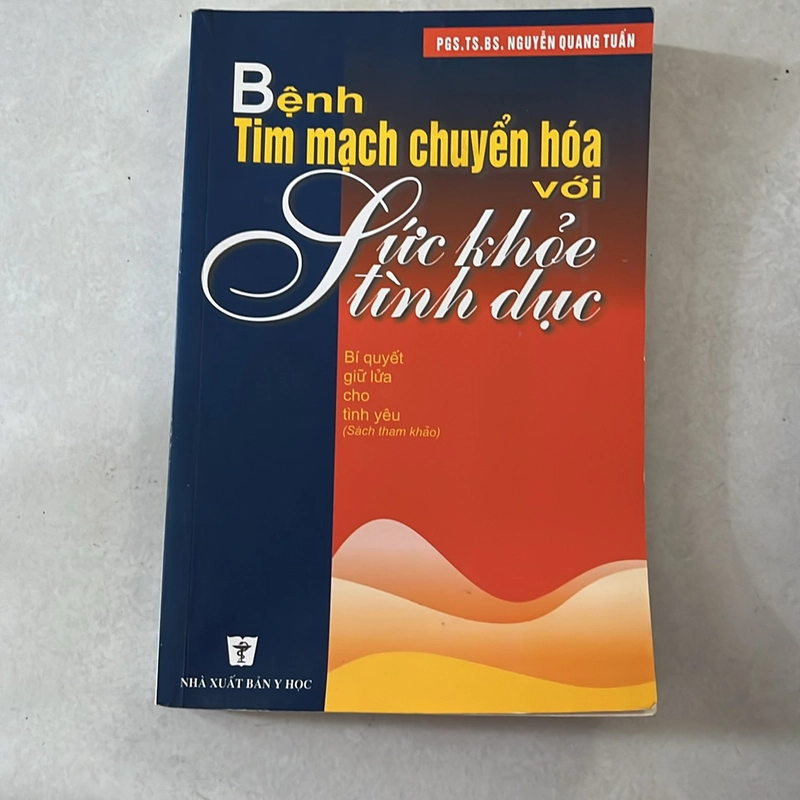 PGS.TS.BS. NGUYỄN QUANG TUẤN
Bệnh
Tim mạch chuyển hóa
với
Sức khỏe
tình dục
Bí quyết
giữ lửa
cho
tình yêu
(Sách tham khảo)
NHÀ XUẤT BẢN Y HỌC